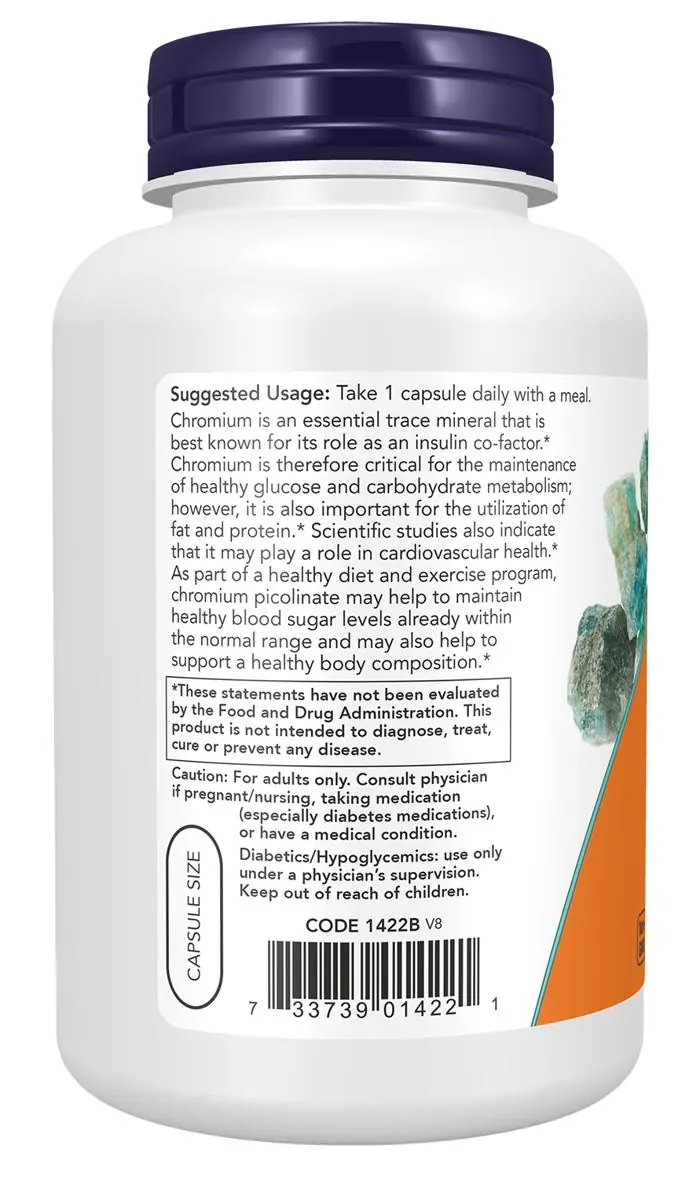 Suggested Usage: Take 1 capsule daily with a meal.
Chromium is an essential trace mineral that is
best known for its role as an insulin co-factor.*
Chromium is therefore critical for the maintenance
of healthy glucose and carbohydrate metabolism;
however, it is also important for the utilization of
fat and protein.* Scientific studies also indicate
that it may play a role in cardiovascular health.*
As part of a healthy diet and exercise program,
chromium picolinate may help to maintain
healthy blood sugar levels already within
the normal range and may also help to
support a healthy body composition.*
*These statements have not been evaluated
by the Food and Drug Administration. This
product is not intended to diagnose, treat,
cure or prevent any disease.
Caution: For adults only. Consult physician
if pregnant/nursing, taking medication
(especially diabetes medications),
or have a medical condition.
Diabetics/Hypoglycemics: use only
under a physician's supervision.
Keep out of reach of children.
CAPSULE SIZE
CODE 1422B V8
7 33739 01422 1